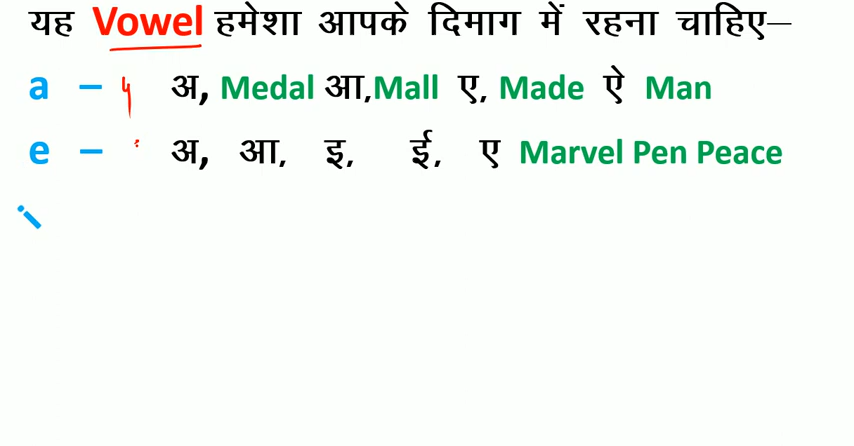 यह Vowel हमेशा आपके दिमाग में रहना चाहिए–
a – अ, Medal आ,Mall ए, Made ऐ Man
e – अ, आ, इ, ई, ए Marvel Pen Peace